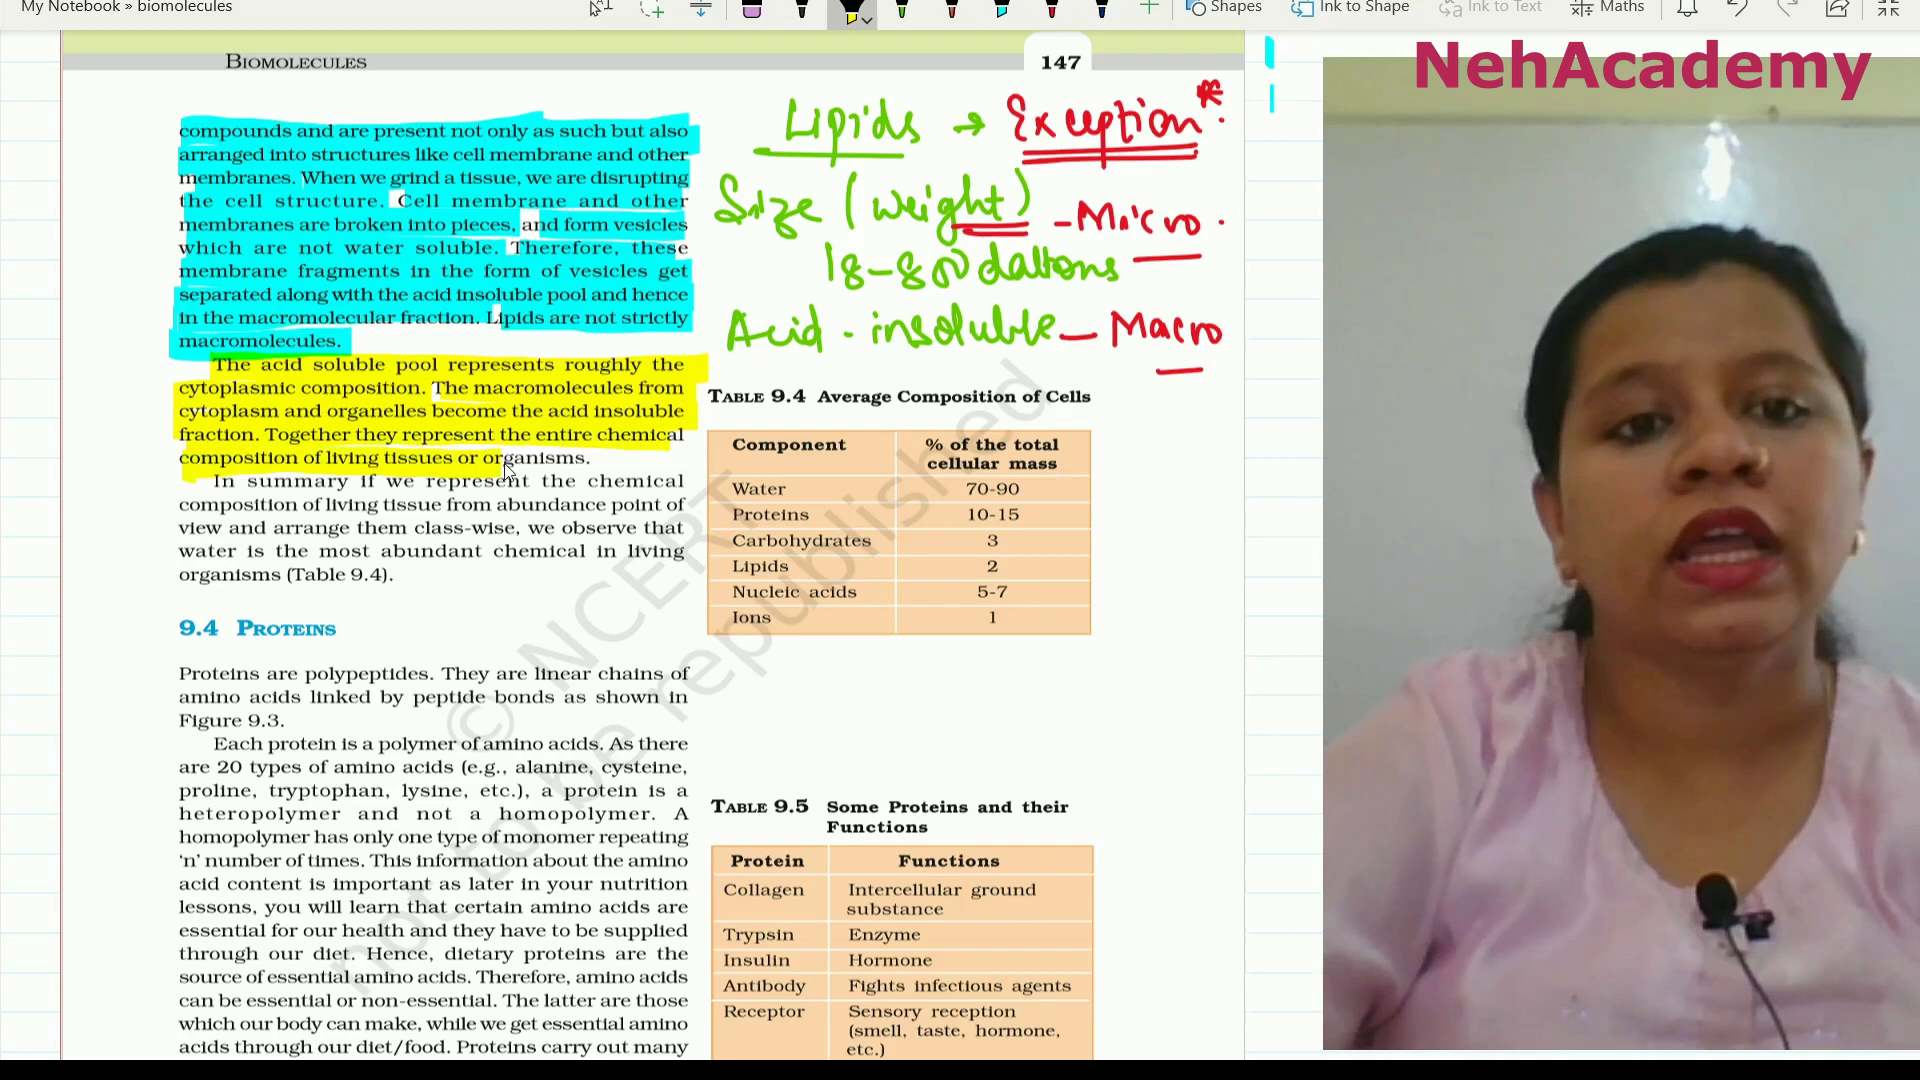 My Notebook » biomolecules
Shapes
Ink to Shape
Ink to Text
Maths
NehAcademy
BIOMOLECULES
147
compounds and are present not only as such but also
arranged into structures like cell membrane and other
membranes. When we grind a tissue, we are disrupting
the cell structure. Cell membrane and other
membranes are broken into pieces, and form vesicles
which are not water soluble. Therefore, these
membrane fragments in the form of vesicles get
separated along with the acid insoluble pool and hence
in the macromolecular fraction. Lipids are not strictly
macromolecules.
The acid soluble pool represents roughly the
cytoplasmic composition. The macromolecules from
cytoplasm and organelles become the acid insoluble
fraction. Together they represent the entire chemical
composition of living tissues or organisms.
In summary if we represent the chemical
composition of living tissue from abundance point of
view and arrange them class-wise, we observe that
water is the most abundant chemical in living
organisms (Table 9.4).
9.4 PROTEINS
Proteins are polypeptides. They are linear chains of
amino acids linked by peptide bonds as shown in
Figure 9.3.
Each protein is a polymer of amino acids. As there
are 20 types of amino acids (e.g., alanine, cysteine,
proline, tryptophan, lysine, etc.), a protein is a
heteropolymer and not a homopolymer. A
homopolymer has only one type of monomer repeating
‘n’ number of times. This information about the amino
acid content is important as later in your nutrition
lessons, you will learn that certain amino acids are
essential for our health and they have to be supplied
through our diet. Hence, dietary proteins are the
source of essential amino acids. Therefore, amino acids
can be essential or non-essential. The latter are those
which our body can make, while we get essential amino
acids through our diet/food. Proteins carry out many
Lipids → Exception*
Size (weight) - Micro.
18-800 daltons
Acid - insoluble - Macro
TABLE 9.4 Average Composition of Cells
Component % of the total cellular mass
Water 70-90
Proteins 10-15
Carbohydrates 3
Lipids 2
Nucleic acids 5-7
Ions 1
TABLE 9.5 Some Proteins and their
Functions
Protein Functions
Collagen Intercellular ground
substance
Trypsin Enzyme
Insulin Hormone
Antibody Fights infectious agents
Receptor Sensory reception
(smell, taste, hormone,
etc.)
© NCERT
not to be republished